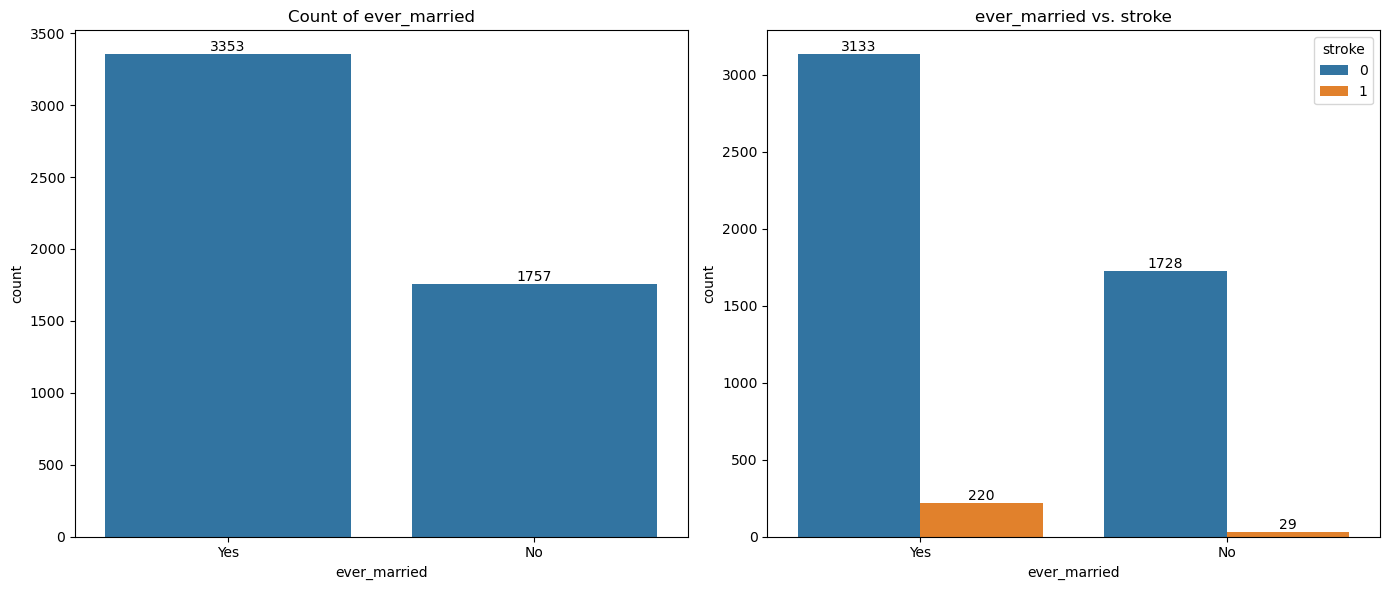 Count of ever_married
3500
3000
2500
2000
1500
1000
500
0
count
3353
1757
Yes
No
ever_married
ever_married vs. stroke
3000
2500
2000
1500
1000
500
0
count
3133
220
1728
29
stroke
0
1
Yes
No
ever_married